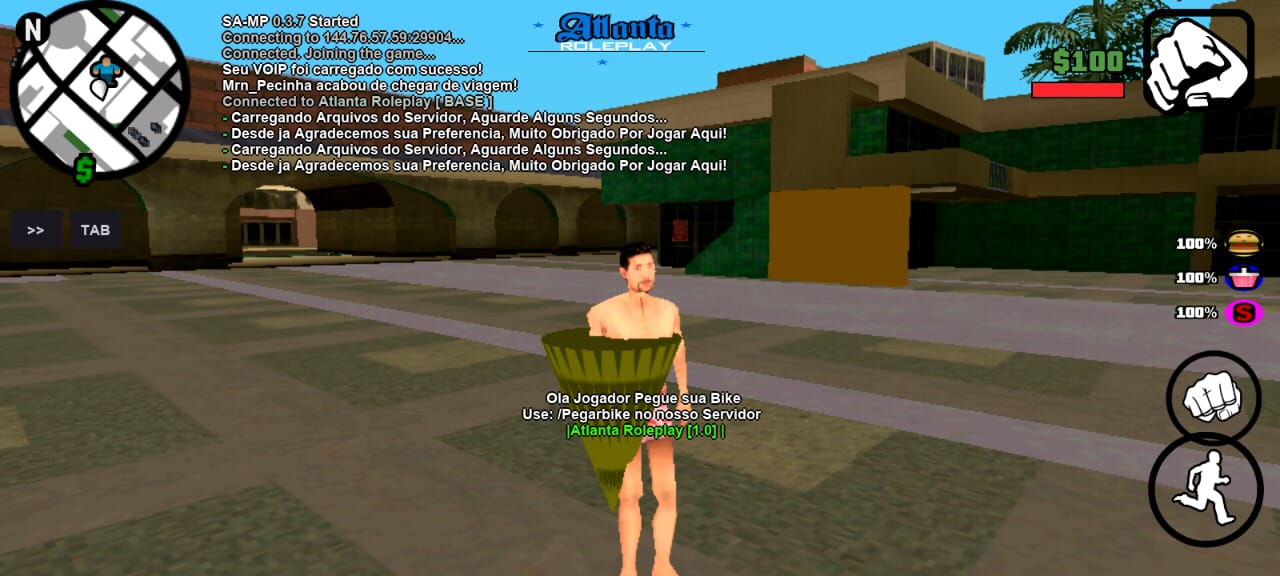 N
SA-MP 0.3.7 Started
Connecting to 144.76.57.59:29904...
Connected. Joining the game...
Seu VOIP foi carregado com sucesso!
Mrn_Pecinha acabou de chegar de viagem!
Connected to Atlanta Roleplay [ BASE ]
- Carregando Arquivos do Servidor, Aguarde Alguns Segundos...
- Desde ja Agradecemos sua Preferencia, Muito Obrigado Por Jogar Aqui!
- Carregando Arquivos do Servidor, Aguarde Alguns Segundos...
- Desde ja Agradecemos sua Preferencia, Muito Obrigado Por Jogar Aqui!
Atlanta
ROLEPLAY
$100
$
>>
TAB
100%
100%
100% S
Ola Jogador Pegue sua Bike
Use: /Pegarbike no nosso Servidor
|Atlanta Roleplay [1.0] |